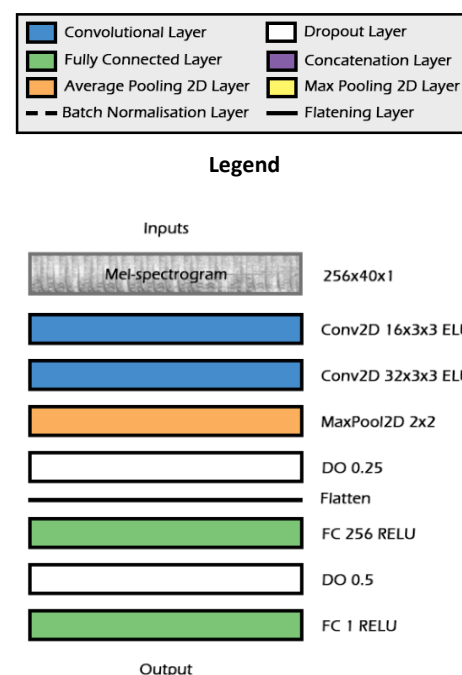 Convolutional Layer
Dropout Layer
Fully Connected Layer
Concatenation Layer
Average Pooling 2D Layer
Max Pooling 2D Layer
Batch Normalisation Layer
Flatening Layer
Legend
Inputs
Mel-spectrogram
256x40x1
Conv2D 16x3x3 EL
Conv2D 32x3x3 EL
MaxPool2D 2x2
DO 0.25
Flatten
FC 256 RELU
DO 0.5
FC 1 RELU
Output